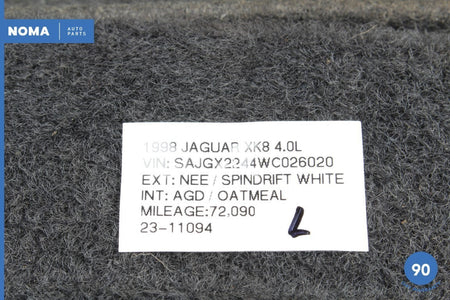 NOMA AUTO PARTS
1998 JAGUAR XK8 4.0L
VIN: SAJGX2244WC026020
EXT: NEE / SPINDRIFT WHITE
INT: AGD / OATMEAL
MILEAGE:72,090
23-11094 L
90